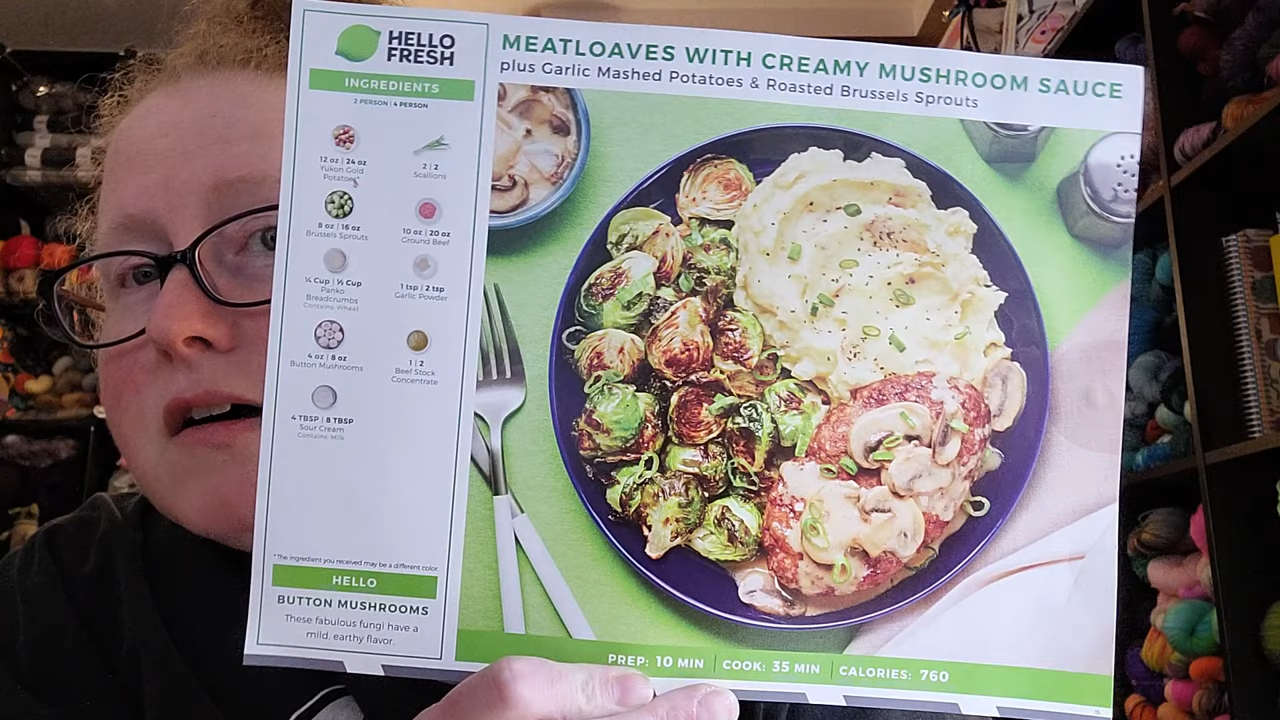 HELLO
FRESH
INGREDIENTS
2 PERSON | 4 PERSON
12 oz | 24 oz
Yukon Gold
Potatoes*
2 | 2
Scallions
8 oz | 16 oz
Brussels Sprouts
10 oz | 20 oz
Ground Beef
¼ Cup | ½ Cup
Panko
Breadcrumbs
Contains: Wheat
1 tsp | 2 tsp
Garlic Powder
4 oz | 8 oz
Button Mushrooms
1 | 2
Beef Stock
Concentrate
4 TBSP | 8 TBSP
Sour Cream
Contains: Milk
*The ingredient you received may be a different color.
HELLO
BUTTON MUSHROOMS
These fabulous fungi have a
mild, earthy flavor.
MEATLOAVES WITH CREAMY MUSHROOM SAUCE
plus Garlic Mashed Potatoes & Roasted Brussels Sprouts
PREP: 10 MIN | COOK: 35 MIN | CALORIES: 760